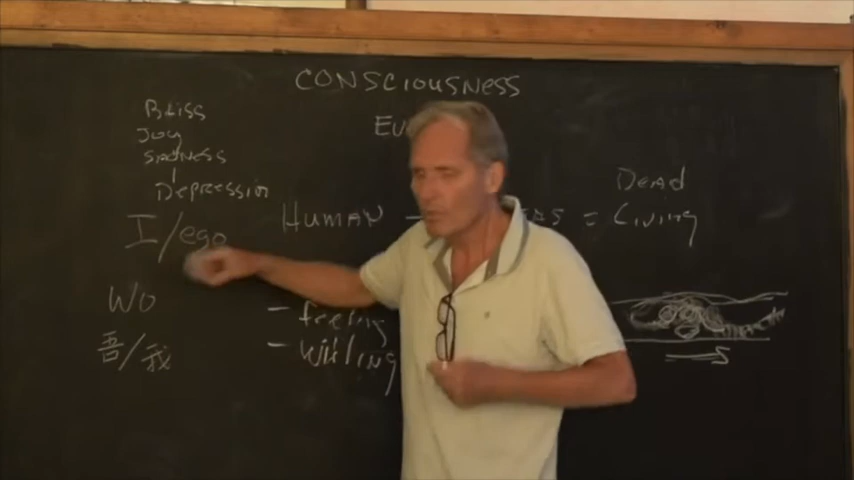 CONSCIOUSNESS
Bliss
Joy
SADNESS
Depression
Dead
I/ego
HUMAN - = Living
WO
吾/我
- feeling
- willing